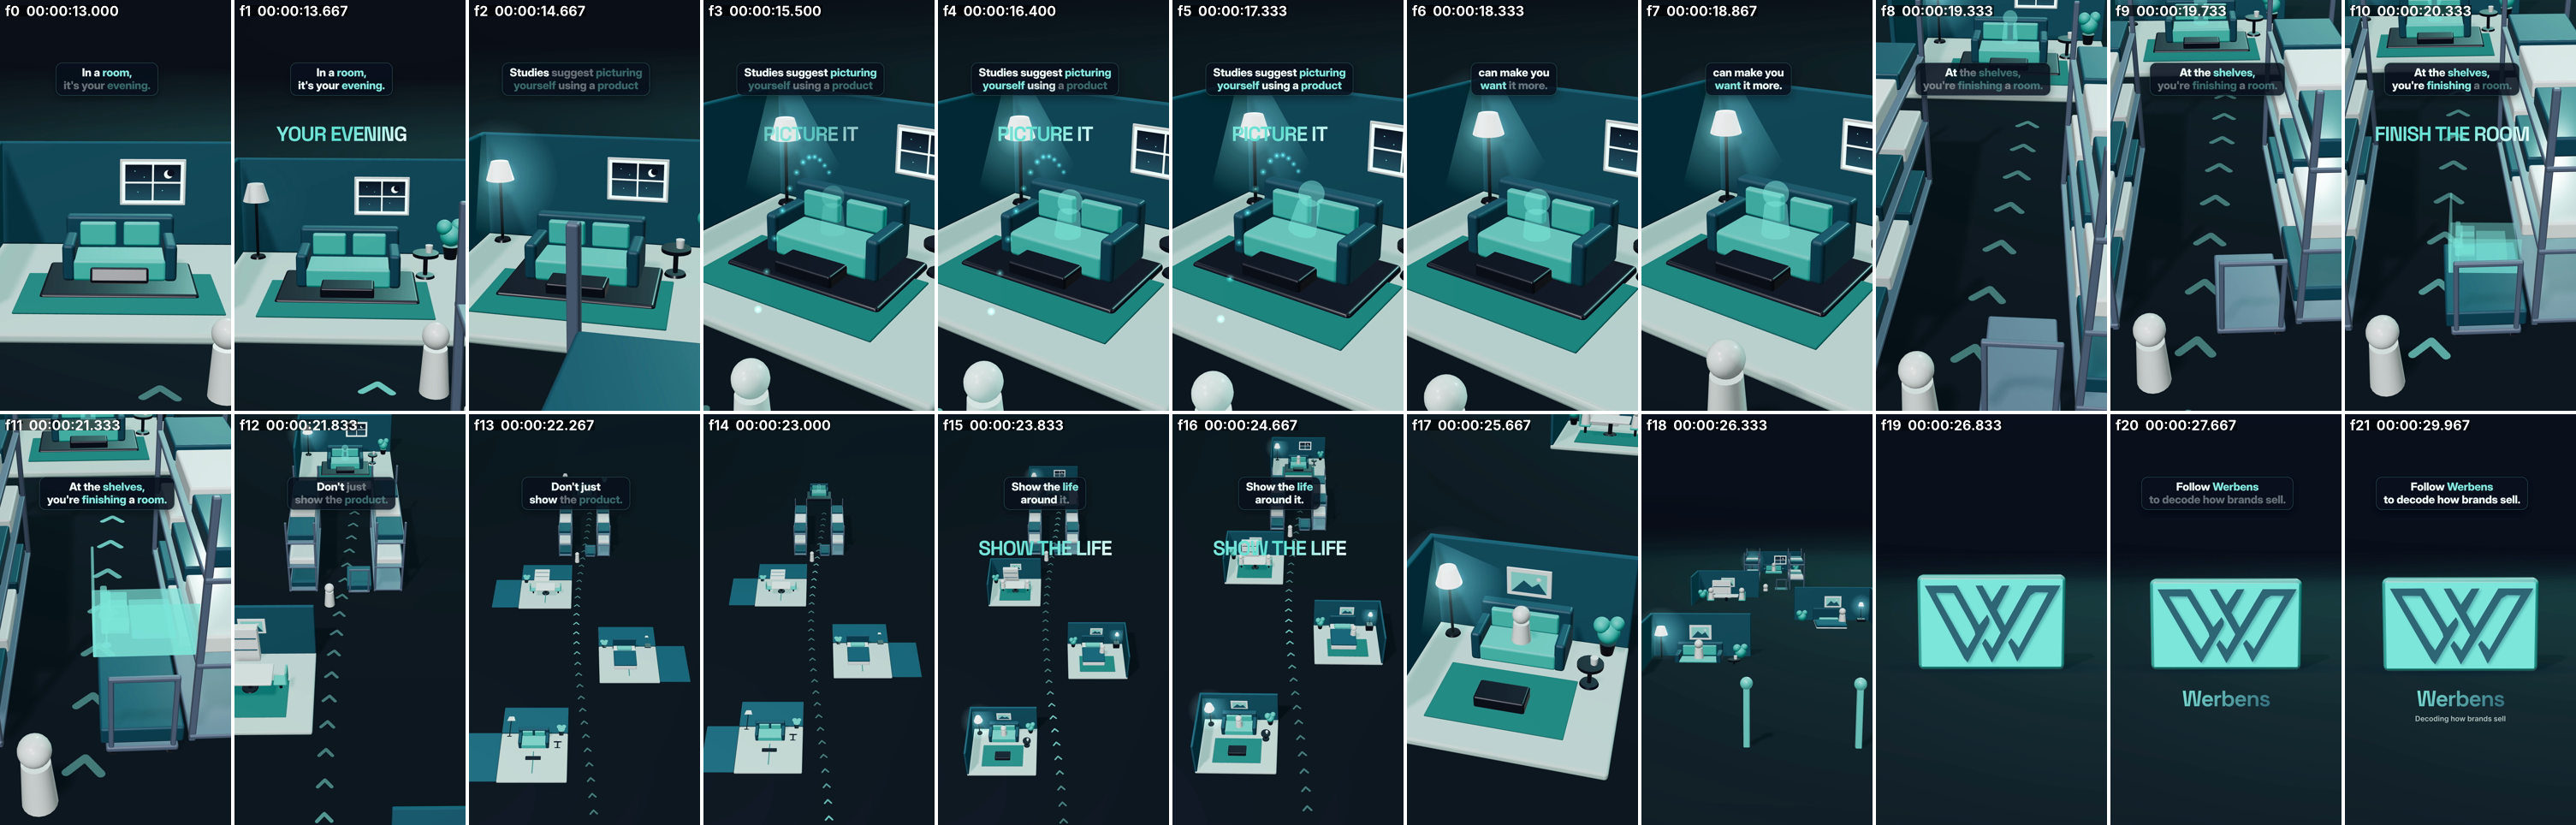 f0 00:00:13.000
In a room,
it's your evening.
f1 00:00:13.667
In a room,
it's your evening.
YOUR EVENING
f2 00:00:14.667
Studies suggest picturing
yourself using a product
f3 00:00:15.500
Studies suggest picturing
yourself using a product
PICTURE IT
f4 00:00:16.400
Studies suggest picturing
yourself using a product
PICTURE IT
f5 00:00:17.333
Studies suggest picturing
yourself using a product
PICTURE IT
f6 00:00:18.333
can make you
want it more.
f7 00:00:18.867
can make you
want it more.
f8 00:00:19.333
At the shelves,
you're finishing a room.
f9 00:00:19.733
At the shelves,
you're finishing a room.
f10 00:00:20.333
At the shelves,
you're finishing a room.
FINISH THE ROOM
f11 00:00:21.333
At the shelves,
you're finishing a room.
f12 00:00:21.833
Don't just
show the product.
f13 00:00:22.267
Don't just
show the product.
f14 00:00:23.000
f15 00:00:23.833
Show the life
around it.
SHOW THE LIFE
f16 00:00:24.667
Show the life
around it.
SHOW THE LIFE
f17 00:00:25.667
f18 00:00:26.333
f19 00:00:26.833
f20 00:00:27.667
Follow Werbens
to decode how brands sell.
Werbens
f21 00:00:29.967
Follow Werbens
to decode how brands sell.
Werbens
Decoding how brands sell